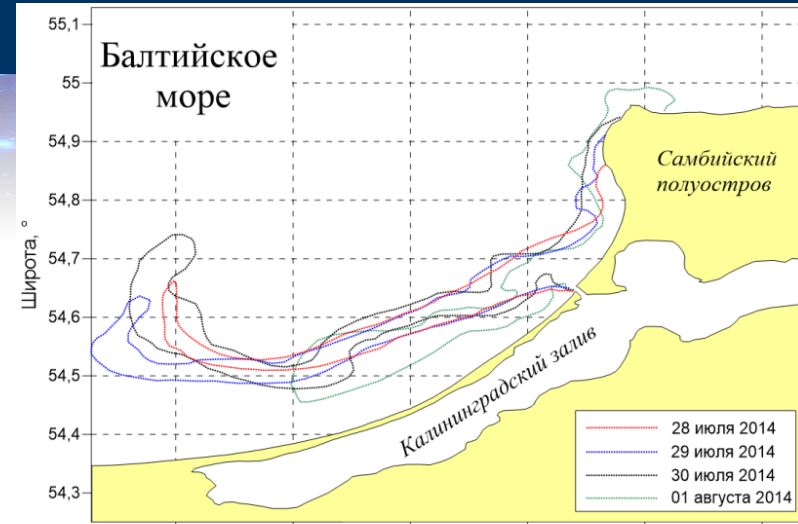 55,1
Балтийское
море
55
54,9
Самбийский
полуостров
54,8
Широта, °
54,7
54,6
54,5
Калининградский залив
54,4
54,3
28 июля 2014
29 июля 2014
30 июля 2014
01 августа 2014